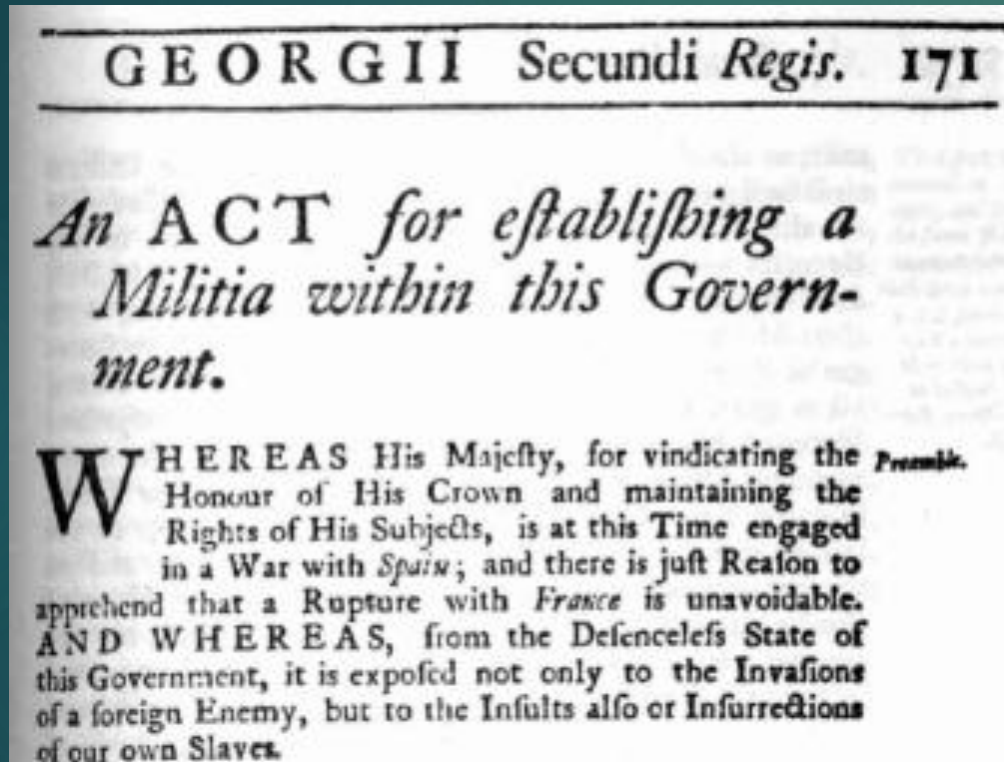 GEORGII Secundi Regis. 171
An ACT for eſtabliſhing a
Militia within this Govern-
ment.
WHEREAS His Majeſty, for vindicating the Preamble.
Honour of His Crown and maintaining the
Rights of His Subjects, is at this Time engaged
in a War with Spain; and there is juſt Reaſon to
apprehend that a Rupture with France is unavoidable.
AND WHEREAS, from the Defenceleſs State of
this Government, it is expoſed not only to the Invaſions
of a foreign Enemy, but to the Inſults alſo or Inſurrections
of our own Slaves.